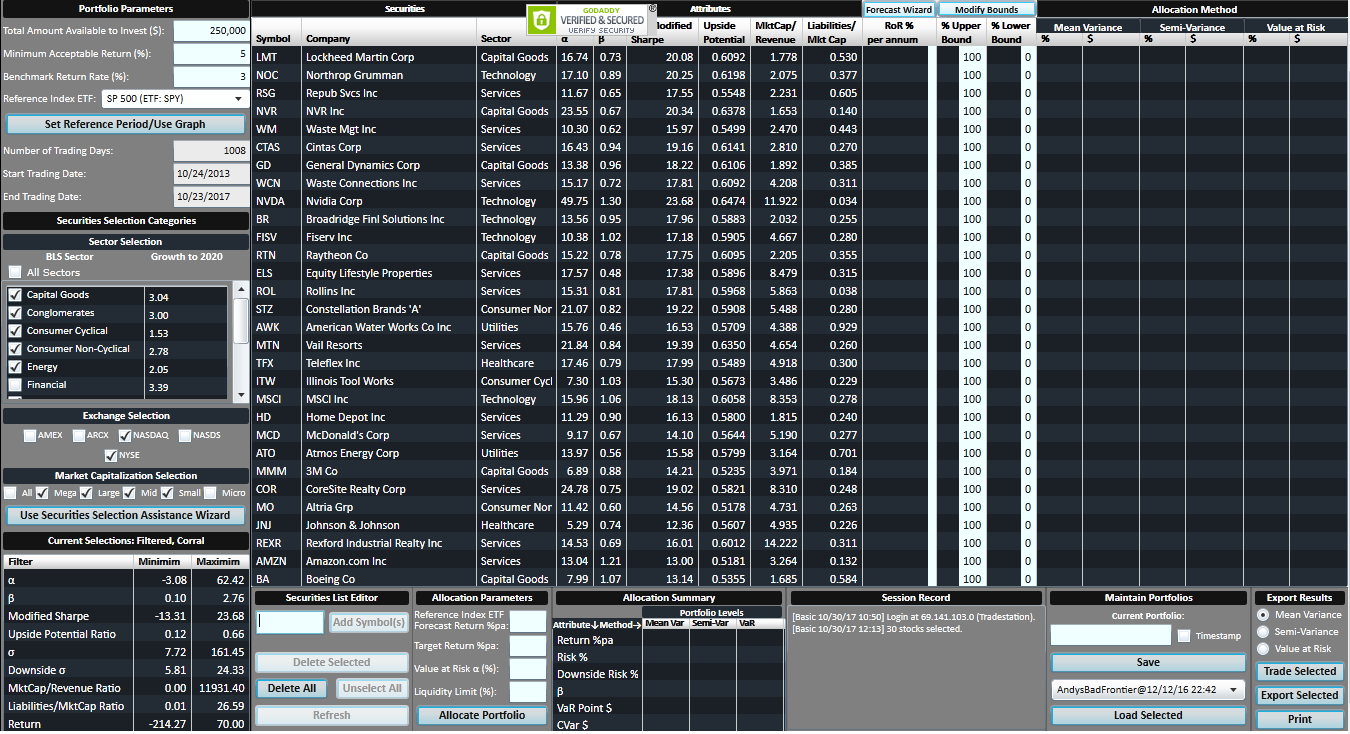 Portfolio Parameters
Total Amount Available to Invest ($): 250,000
Minimum Acceptable Return (%): 5
Benchmark Return Rate (%): 3
Reference Index ETF: SP 500 (ETF: SPY)
Set Reference Period/Use Graph
Number of Trading Days: 1008
Start Trading Date: 10/24/2013
End Trading Date: 10/23/2017
Securities Selection Categories
Sector Selection
BLS Sector Growth to 2020
All Sectors
Capital Goods 3.04
Conglomerates 3.00
Consumer Cyclical 1.53
Consumer Non-Cyclical 2.78
Energy 2.05
Financial 3.39
Exchange Selection
AMEX ARCX NASDAQ NASDS
NYSE
Market Capitalization Selection
All Mega Large Mid Small Micro
Use Securities Selection Assistance Wizard
Current Selections: Filtered, Corral
Filter Minimim Maximim
α -3.08 62.42
β 0.10 2.76
Modified Sharpe -13.31 23.68
Upside Potential Ratio 0.12 0.66
σ 7.72 161.45
Downside σ 5.81 24.33
MktCap/Revenue Ratio 0.00 11931.40
Liabilities/MktCap Ratio 0.01 26.59
Return -214.27 70.00
Securities Attributes Forecast Wizard Modify Bounds Allocation Method
GODADDY
VERIFIED & SECURED
VERIFY SECURITY
®
odified Upside MktCap/ Liabilities/ RoR % % Upper % Lower Mean Variance Semi-Variance Value at Risk
Symbol Company Sector α β Sharpe Potential Revenue Mkt Cap per annum Bound Bound % $ % $ % $
LMT Lockheed Martin Corp Capital Goods 16.74 0.73 20.08 0.6092 1.778 0.530 100 0
NOC Northrop Grumman Technology 17.10 0.89 20.25 0.6198 2.075 0.377 100 0
RSG Repub Svcs Inc Services 11.67 0.65 17.55 0.5548 2.231 0.605 100 0
NVR NVR Inc Capital Goods 23.55 0.67 20.34 0.6378 1.653 0.140 100 0
WM Waste Mgt Inc Services 10.30 0.62 15.97 0.5499 2.470 0.443 100 0
CTAS Cintas Corp Services 16.43 0.94 19.16 0.6141 2.810 0.270 100 0
GD General Dynamics Corp Capital Goods 13.38 0.96 18.22 0.6106 1.892 0.385 100 0
WCN Waste Connections Inc Services 15.17 0.72 17.81 0.6092 4.208 0.311 100 0
NVDA Nvidia Corp Technology 49.75 1.30 23.68 0.6474 11.922 0.034 100 0
BR Broadridge Finl Solutions Inc Technology 13.56 0.95 17.96 0.5883 2.032 0.255 100 0
FISV Fiserv Inc Technology 10.38 1.02 17.18 0.5905 4.667 0.280 100 0
RTN Raytheon Co Capital Goods 15.22 0.78 17.75 0.6095 2.205 0.355 100 0
ELS Equity Lifestyle Properties Services 17.57 0.48 17.38 0.5896 8.479 0.315 100 0
ROL Rollins Inc Services 15.31 0.81 17.81 0.5968 5.863 0.038 100 0
STZ Constellation Brands 'A' Consumer Nor 21.07 0.82 19.22 0.5908 5.488 0.280 100 0
AWK American Water Works Co Inc Utilities 15.76 0.46 16.53 0.5709 4.388 0.929 100 0
MTN Vail Resorts Services 21.84 0.84 19.39 0.6350 4.654 0.260 100 0
TFX Teleflex Inc Healthcare 17.46 0.79 17.99 0.5489 4.918 0.300 100 0
ITW Illinois Tool Works Consumer Cycl 7.30 1.03 15.30 0.5673 3.486 0.229 100 0
MSCI MSCI Inc Technology 15.96 1.06 18.13 0.6058 8.353 0.278 100 0
HD Home Depot Inc Services 11.29 0.90 16.13 0.5800 1.815 0.240 100 0
MCD McDonald's Corp Services 9.17 0.67 14.10 0.5644 5.190 0.277 100 0
ATO Atmos Energy Corp Utilities 13.97 0.56 15.58 0.5799 3.164 0.701 100 0
MMM 3M Co Capital Goods 6.89 0.88 14.21 0.5235 3.971 0.184 100 0
COR CoreSite Realty Corp Services 24.78 0.75 19.02 0.5821 8.310 0.248 100 0
MO Altria Grp Consumer Nor 11.42 0.60 14.56 0.5178 4.731 0.263 100 0
JNJ Johnson & Johnson Healthcare 5.29 0.74 12.36 0.5607 4.935 0.226 100 0
REXR Rexford Industrial Realty Inc Services 14.53 0.69 16.01 0.6012 14.222 0.311 100 0
AMZN Amazon.com Inc Services 13.04 1.21 13.00 0.5181 3.264 0.132 100 0
BA Boeing Co Capital Goods 7.99 1.07 13.14 0.5355 1.685 0.584 100 0
Securities List Editor
Add Symbol(s)
Delete Selected
Delete All Unselect All
Refresh
Allocation Parameters
Reference Index ETF
Forecast Return %pa:
Target Return %pa:
Value at Risk α (%):
Liquidity Limit (%):
Allocate Portfolio
Allocation Summary
Portfolio Levels
Attribute↓Method→ Mean Var Semi-Var VaR
Return %pa
Risk %
Downside Risk %
β
VaR Point $
CVar $
Session Record
[Basic 10/30/17 10:50] Login at 69.141.103.0 (Tradestation).
[Basic 10/30/17 12:13] 30 stocks selected.
Maintain Portfolios
Current Portfolio:
Timestamp
Save
AndysBadFrontier@12/12/16 22:42
Load Selected
Export Results
Mean Variance
Semi-Variance
Value at Risk
Trade Selected
Export Selected
Print